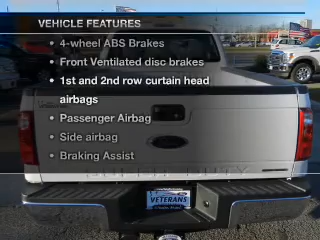 VEHICLE FEATURES
• 4-wheel ABS Brakes
• Front Ventilated disc brakes
• 1st and 2nd row curtain head
airbags
• Passenger Airbag
• Side airbag
• Braking Assist
VETERANS